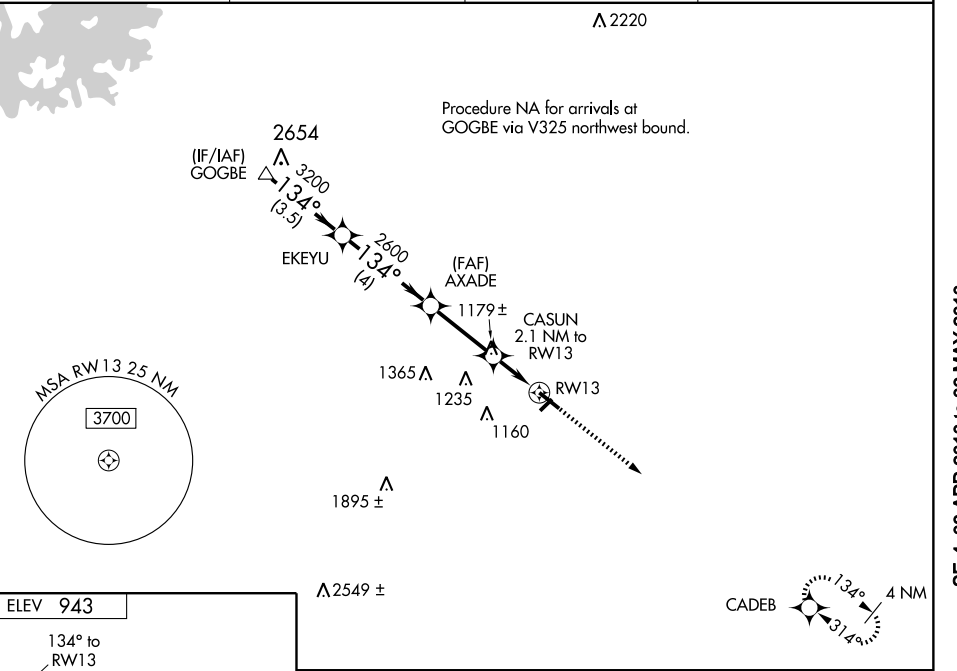 2220
Procedure NA for arrivals at
GOGBE via V325 northwest bound.
2654
(IF/IAF)
GOGBE
3200
134°
(3.5)
EKEYU
2600
134°
(4)
(FAF)
AXADE
1179 ±
CASUN
2.1 NM to
RW13
1365
1235
RW13
1160
MSA RW13 25 NM
3700
1895 ±
2549 ±
CADEB
134°
4 NM
314°
ELEV 943
134° to
RW13